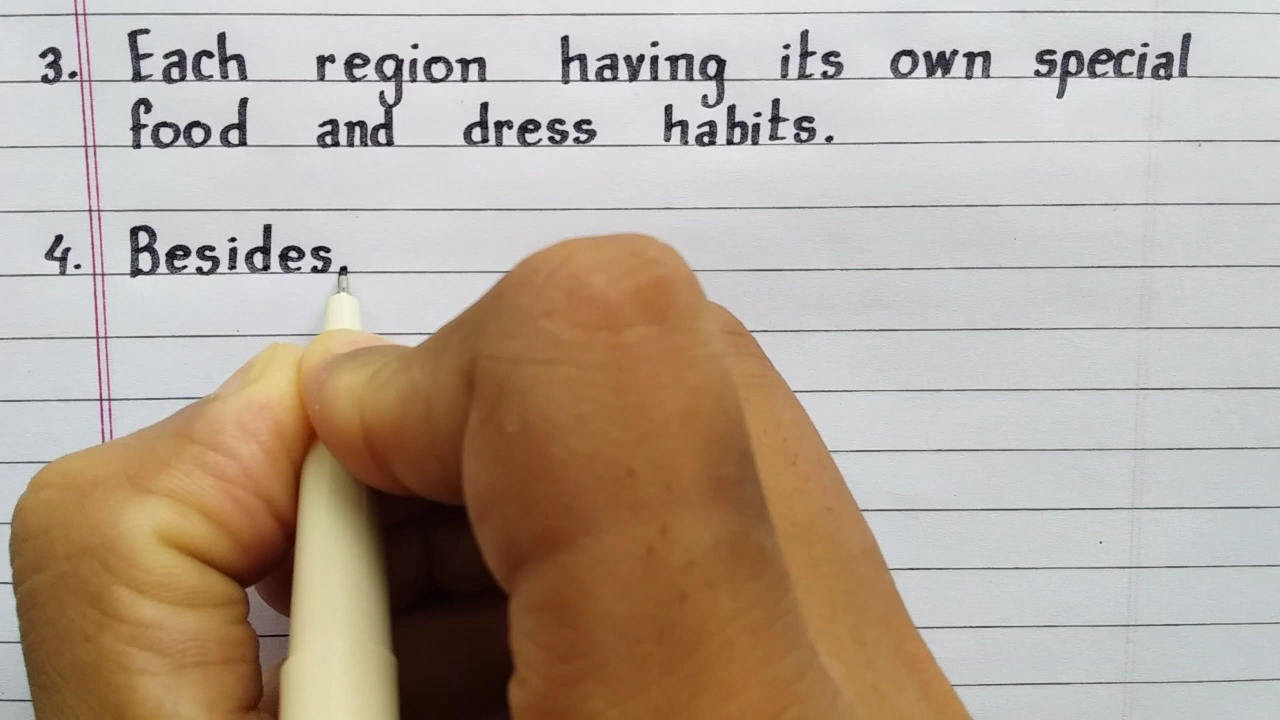 3. Each region having its own special
food and dress habits.
4. Besides,